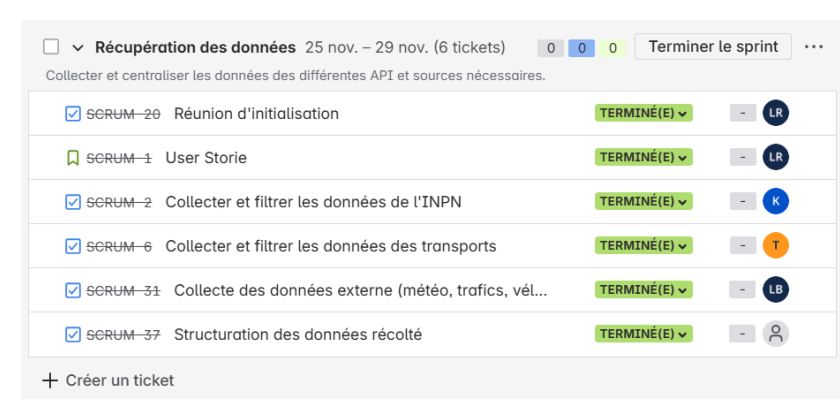 Récupération des données 25 nov. – 29 nov. (6 tickets) 0 0 0 Terminer le sprint ...
Collecter et centraliser les données des différentes API et sources nécessaires.
SCRUM-20 Réunion d'initialisation TERMINÉ(E) - LR
SCRUM-1 User Storie TERMINÉ(E) - LR
SCRUM-2 Collecter et filtrer les données de l'INPN TERMINÉ(E) - K
SCRUM-6 Collecter et filtrer les données des transports TERMINÉ(E) - T
SCRUM-31 Collecte des données externe (météo, trafics, vél... TERMINÉ(E) - LB
SCRUM-37 Structuration des données récolté TERMINÉ(E) -
+ Créer un ticket